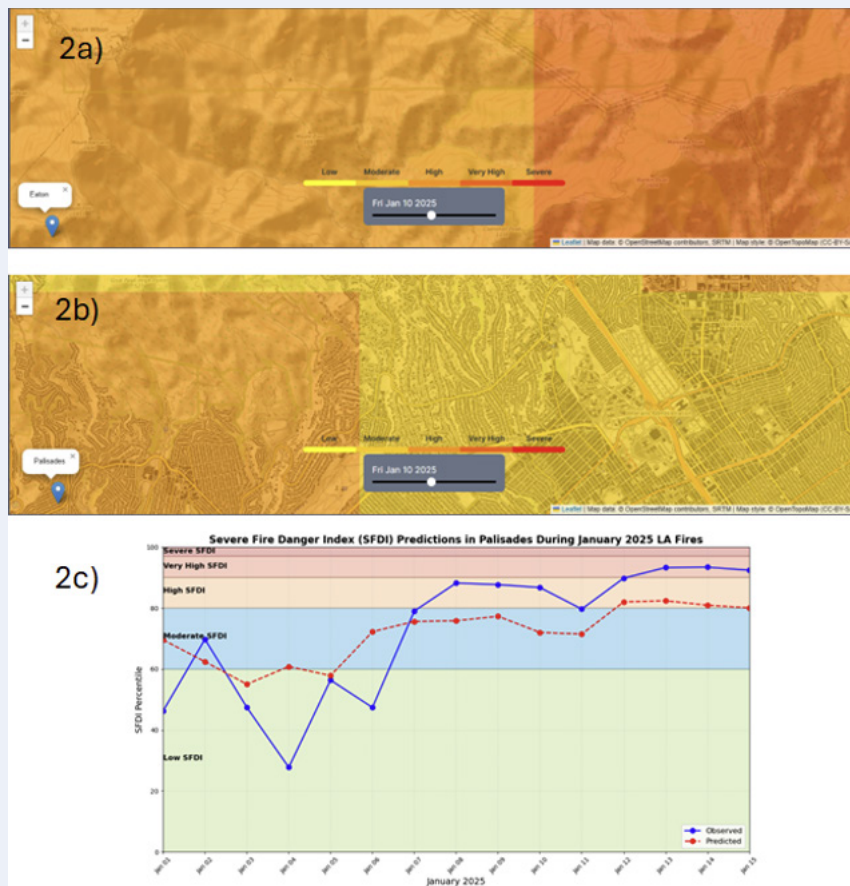 +
−
2a)
Low Moderate High Very High Severe
Eaton ×
Fri Jan 10 2025
Leaflet | Map data: © OpenStreetMap contributors, SRTM | Map style: © OpenTopoMap (CC-BY-S
+
−
2b)
Low Moderate High Very High Severe
Palisades ×
Fri Jan 10 2025
Leaflet | Map data: © OpenStreetMap contributors, SRTM | Map style: © OpenTopoMap (CC-BY-S
2c)
Severe Fire Danger Index (SFDI) Predictions in Palisades During January 2025 LA Fires
100
Severe SFDI
Very High SFDI
High SFDI
80
Moderate SFDI
60
SFDI Percentile
40
Low SFDI
20
0
Observed
Predicted
Jan 01 Jan 02 Jan 03 Jan 04 Jan 05 Jan 06 Jan 07 Jan 08 Jan 09 Jan 10 Jan 11 Jan 12 Jan 13 Jan 14 Jan 15
January 2025